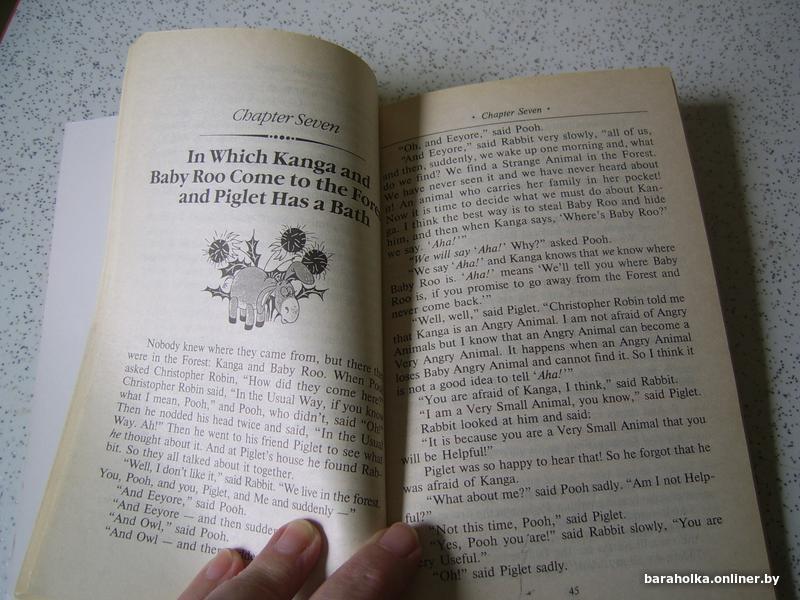 Chapter Seven
In Which Kanga and
Baby Roo Come to the Fore
and Piglet Has a Bath
Nobody knew where they came from, but there the
were in the Forest: Kanga and Baby Roo. When Poo
asked Christopher Robin, "How did they come here?"
Christopher Robin said, "In the Usual Way, if you know
what I mean, Pooh," and Pooh, who didn't, said "Oh!"
Then he nodded his head twice and said, "In the Usual
Way. Ah!" Then he went to his friend Piglet to see what
he thought about it. And at Piglet's house he found Rab-
bit. So they all talked about it together.
"Well, I don't like it," said Rabbit. "We live in the forest,
You, Pooh, and you, Piglet, and Me and suddenly —"
"And Eeyore," said Pooh.
"And Eeyore — and then sudden
"And Owl," said Pooh.
"And Owl — and then
• Chapter Seven •
"Oh, and Eeyore," said Pooh.
"And Eeyore," said Rabbit very slowly, "all of us,
and then, suddenly, we wake up one morning and, what
do we find? We find a Strange Animal in the Forest.
We have never seen it and we have never heard about
it! An animal who carries her family in her pocket!
Now it is time to decide what we must do about Kan-
ga. I think the best way is to steal Baby Roo and hide
him, and then when Kanga says, 'Where's Baby Roo?'
we say, 'Aha!'"
"We will say 'Aha!' Why?" asked Pooh.
"We say 'Aha!' and Kanga knows that we know where
Baby Roo is. 'Aha!' means 'We'll tell you where Baby
Roo is, if you promise to go away from the Forest and
never come back.'"
"Well, well," said Piglet. "Christopher Robin told me
that Kanga is an Angry Animal. I am not afraid of Angry
Animals but I know that an Angry Animal can become a
Very Angry Animal. It happens when an Angry Animal
loses Baby Angry Animal and cannot find it. So I think it
is not a good idea to tell 'Aha!'"
"You are afraid of Kanga, I think," said Rabbit.
"I am a Very Small Animal, you know," said Piglet.
Rabbit looked at him and said:
"It is because you are a Very Small Animal that you
will be Helpful!"
Piglet was so happy to hear that! So he forgot that he
was afraid of Kanga.
"What about me?" said Pooh sadly. "Am I not Help-
ful?"
"Not this time, Pooh," said Piglet.
"Yes, Pooh you are!" said Rabbit slowly, "You are
ery Useful."
"Oh!" said Piglet sadly.
45
baraholka.onliner.by